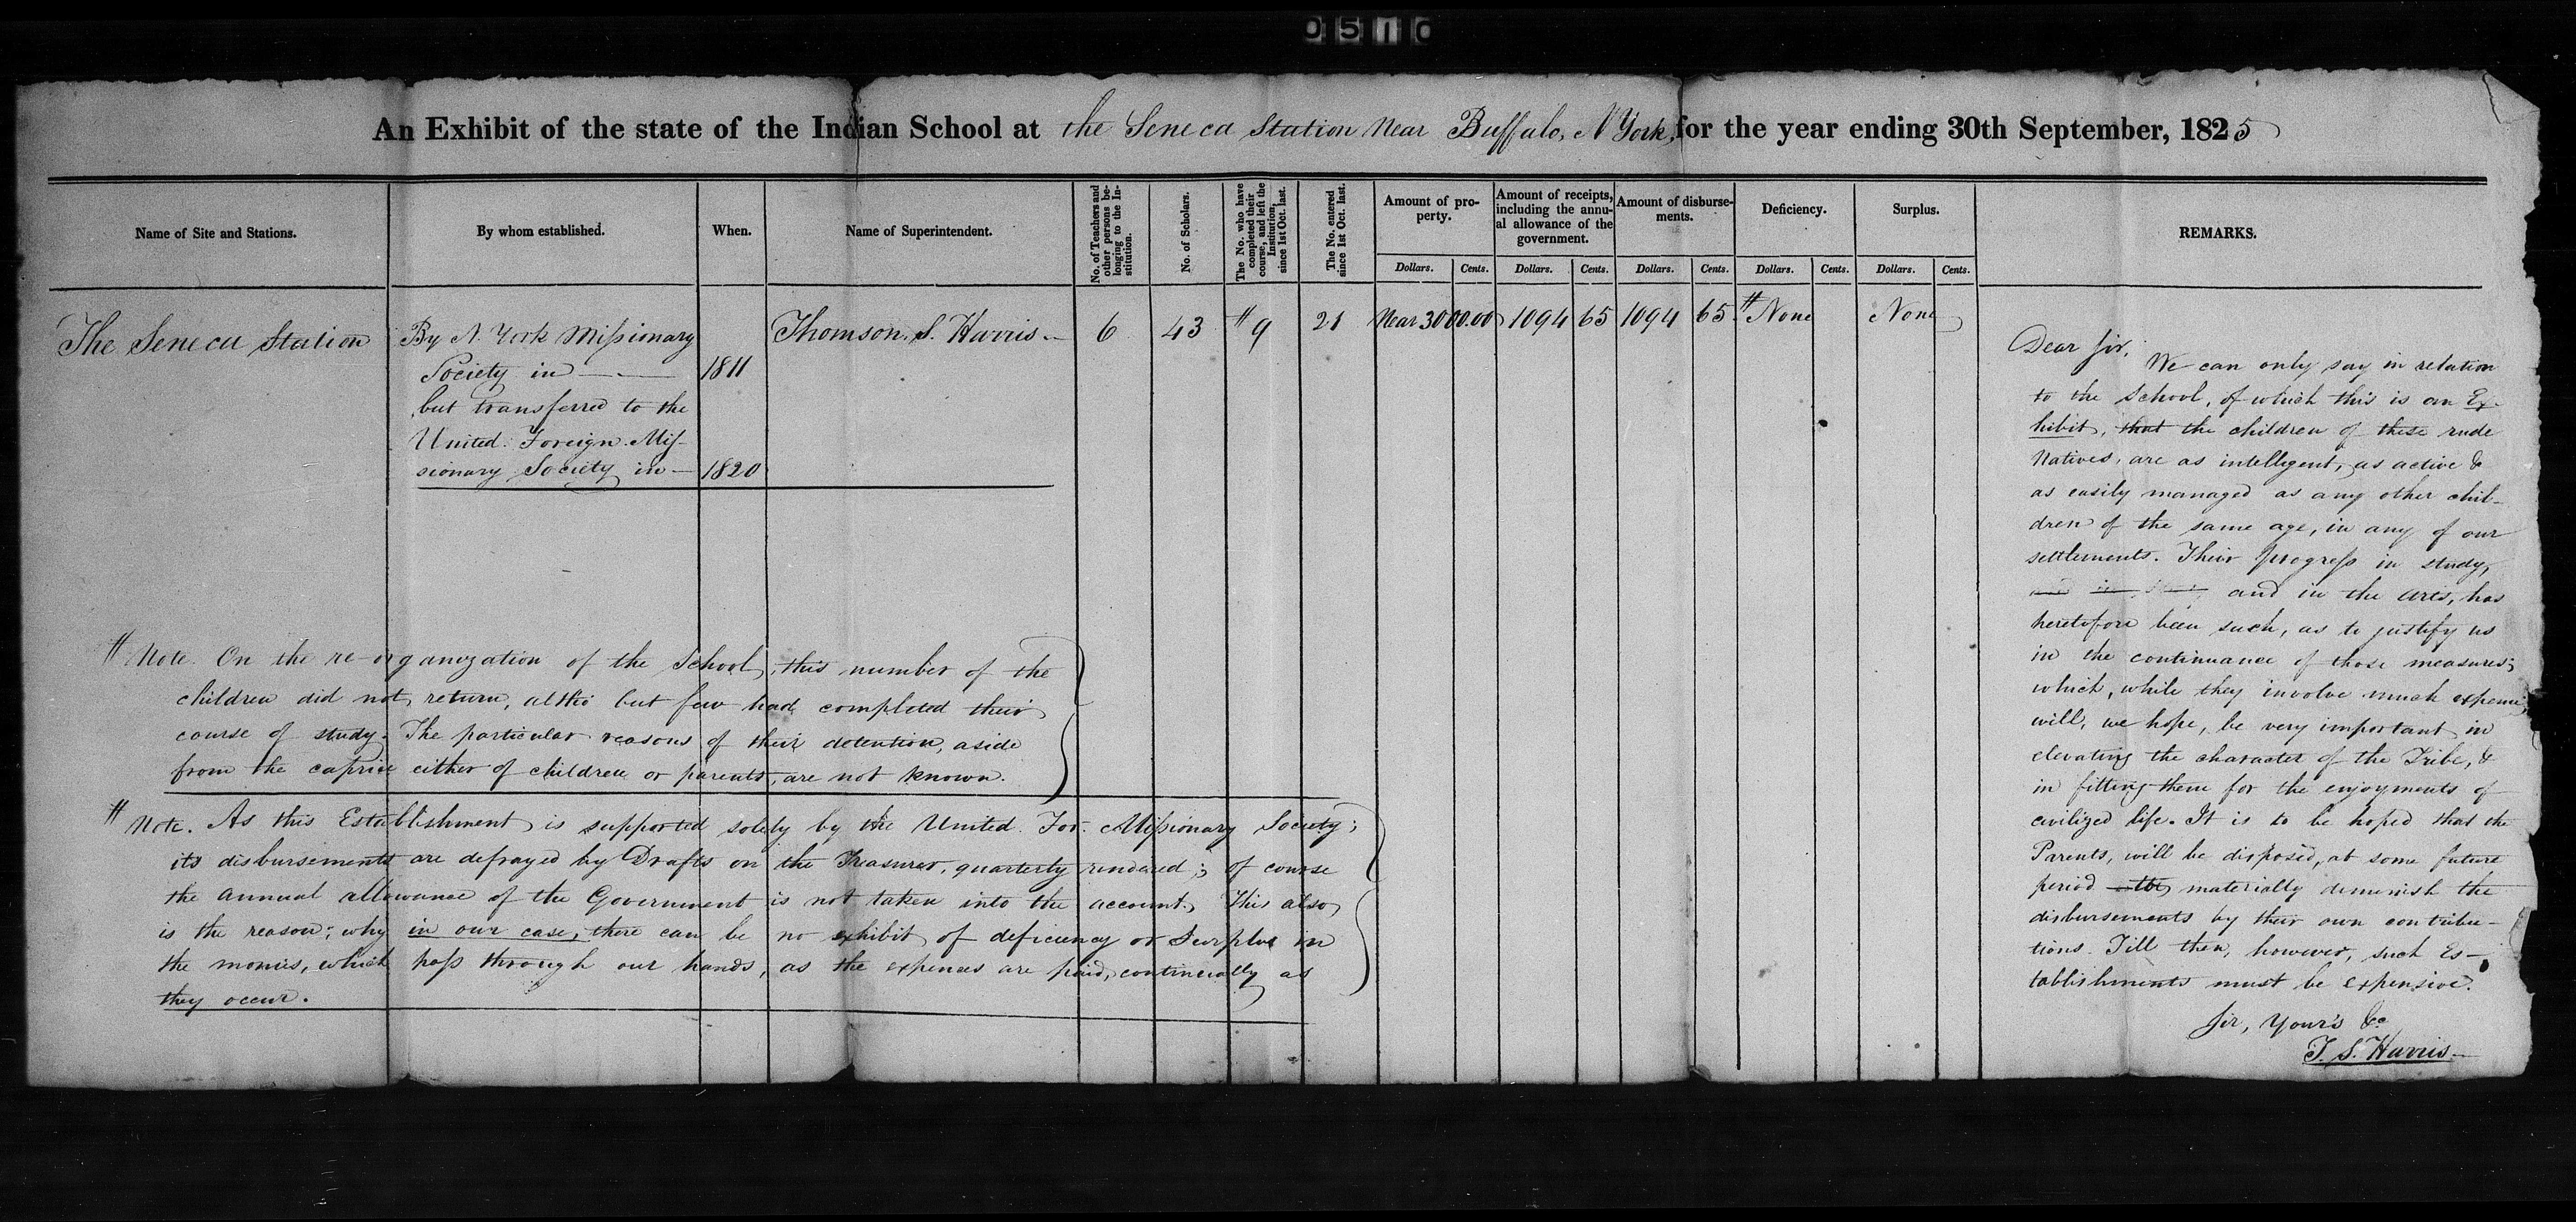 0510
An Exhibit of the state of the Indian School at the Seneca Station Near Buffalo, N York, for the year ending 30th September, 1825
Name of Site and Stations.
By whom established.
When.
Name of Superintendent.
No. of Teachers and other persons belonging to the Institution.
No. of Scholars.
The No. who have completed their course, and left the Institution, since 1st Oct. last.
The No. entered since 1st Oct. last.
Amount of pro-
perty.
Amount of receipts,
including the annu-
al allowance of the
government.
Amount of disburse-
ments.
Deficiency.
Surplus.
REMARKS.
Dollars. Cents. Dollars. Cents. Dollars. Cents. Dollars. Cents. Dollars. Cents.
The Seneca Station
By N. York Missionary
Society in
but transferred to the
United Foreign Mis-
sionary Society in
1811
1820
Thomson. S. Harris.
6
43
# 9
21
Near 3000.00
1094 65
1094 65
# None
None
# Note. On the re-organization of the School, this number of the
children did not return, altho but few had completed their
course of study. The particular reasons of their detention, aside
from the caprice either of children or parents, are not known.
# Note. As this Establishment is supported solely by the United For. Missionary Society;
its disbursements are defrayed by Drafts on the Treasurer, quarterly rendered; of course
the annual allowance of the Government is not taken into the account. This also
is the reason; why in our case, there can be no exhibit of deficiency or Surplus in
the monies, which pass through our hands, as the expences are paid, continually as
they occur.
Dear Sir,
We can only say in relation
to the School, of which this is an Ex-
hibit, that the children of these rude
Natives, are as intelligent, as active &
as easily managed as any other chil-
dren of the same age, in any of our
settlements. Their progress in study,
and in the arts, has
heretofore been such, as to justify us
in the continuance of those measures;
which, while they involve much expence,
will, we hope, be very important in
elevating the character of the Tribe, &
in fitting them for the enjoyments of
civilized life. It is to be hoped that the
Parents, will be disposed, at some future
period materially diminish the
disbursements by their own contribu-
tions. Till then, however, such Es-
tablishments must be expensive.
Sir, Your's &c
T. S. Harris